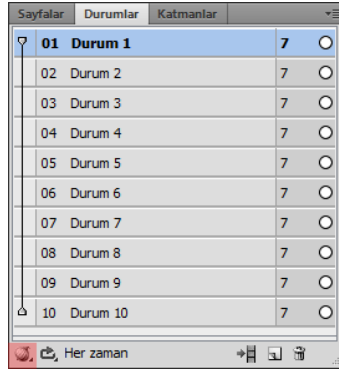 Sayfalar Durumlar Katmanlar
01 Durum 1 7
02 Durum 2 7
03 Durum 3 7
04 Durum 4 7
05 Durum 5 7
06 Durum 6 7
07 Durum 7 7
08 Durum 8 7
09 Durum 9 7
10 Durum 10 7
Her zaman